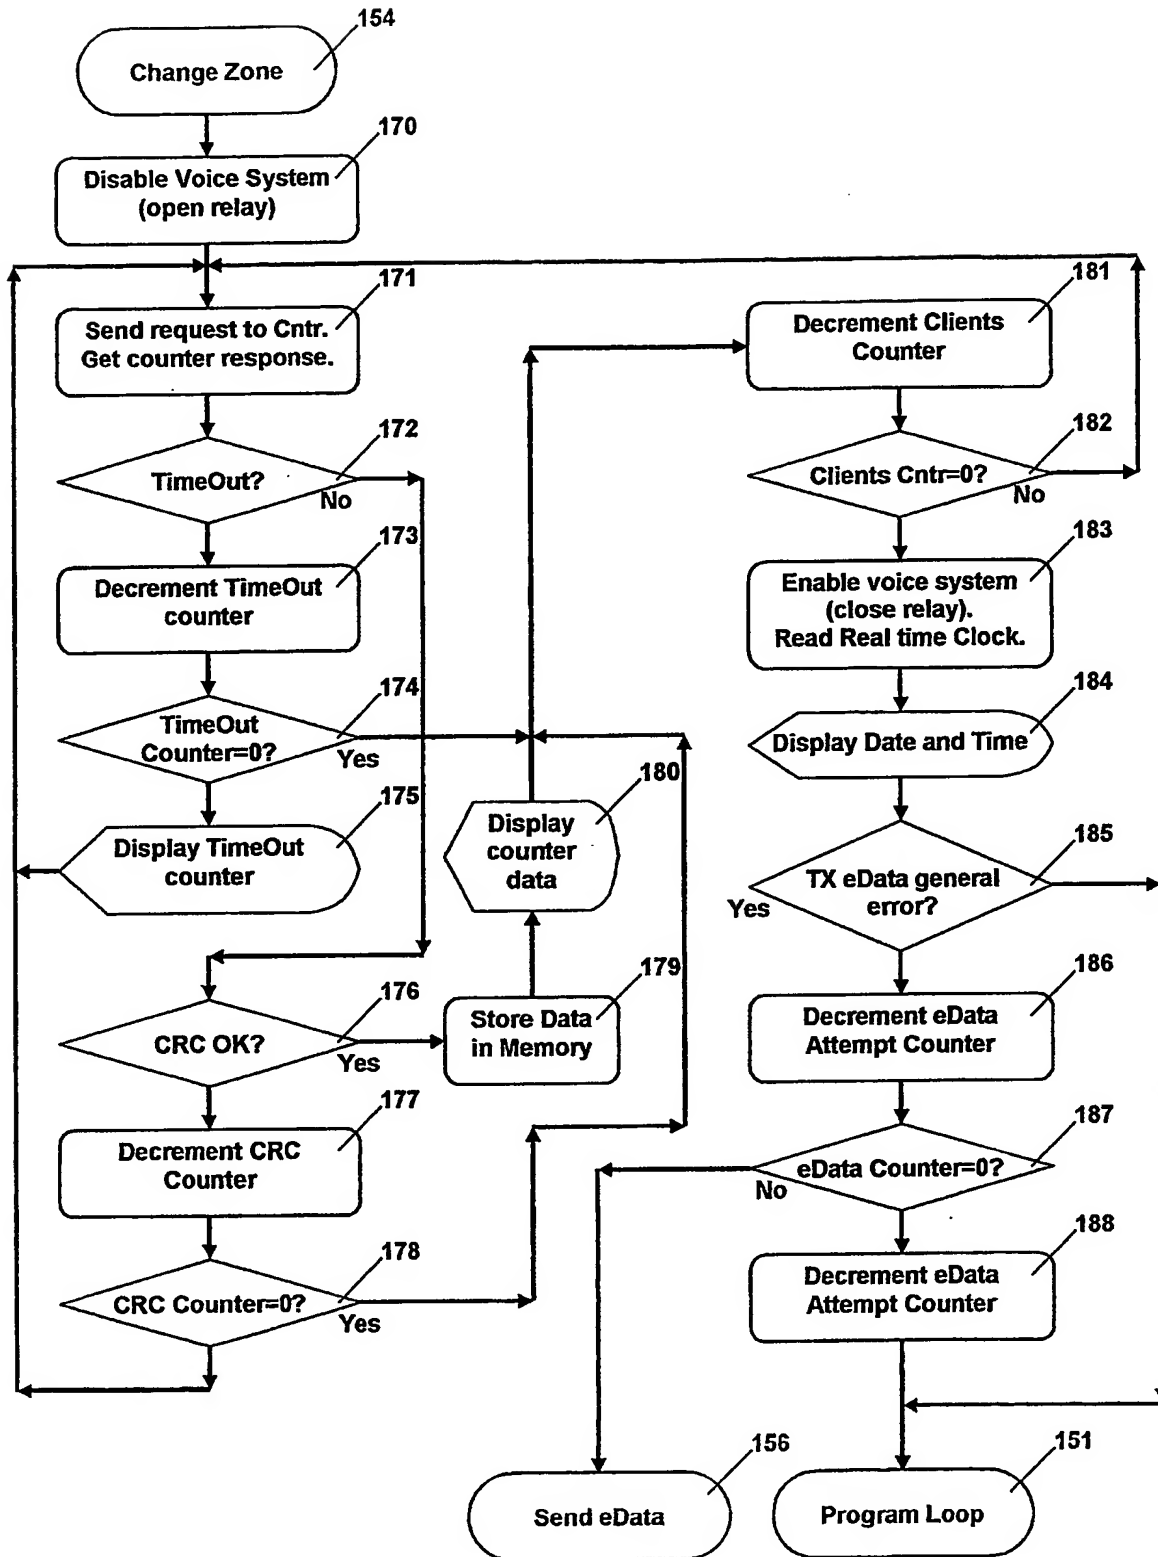 154
Change Zone
170
Disable Voice System
(open relay)
171
Send request to Cntr.
Get counter response.
172
TimeOut?
No
173
Decrement TimeOut
counter
174
TimeOut
Counter=0?
Yes
175
Display TimeOut
counter
176
CRC OK?
Yes
177
Decrement CRC
Counter
178
CRC Counter=0?
Yes
179
Store Data
in Memory
180
Display
counter
data
181
Decrement Clients
Counter
182
Clients Cntr=0?
No
183
Enable voice system
(close relay).
Read Real time Clock.
184
Display Date and Time
185
TX eData general
error?
Yes
186
Decrement eData
Attempt Counter
187
eData Counter=0?
No
188
Decrement eData
Attempt Counter
156
Send eData
151
Program Loop